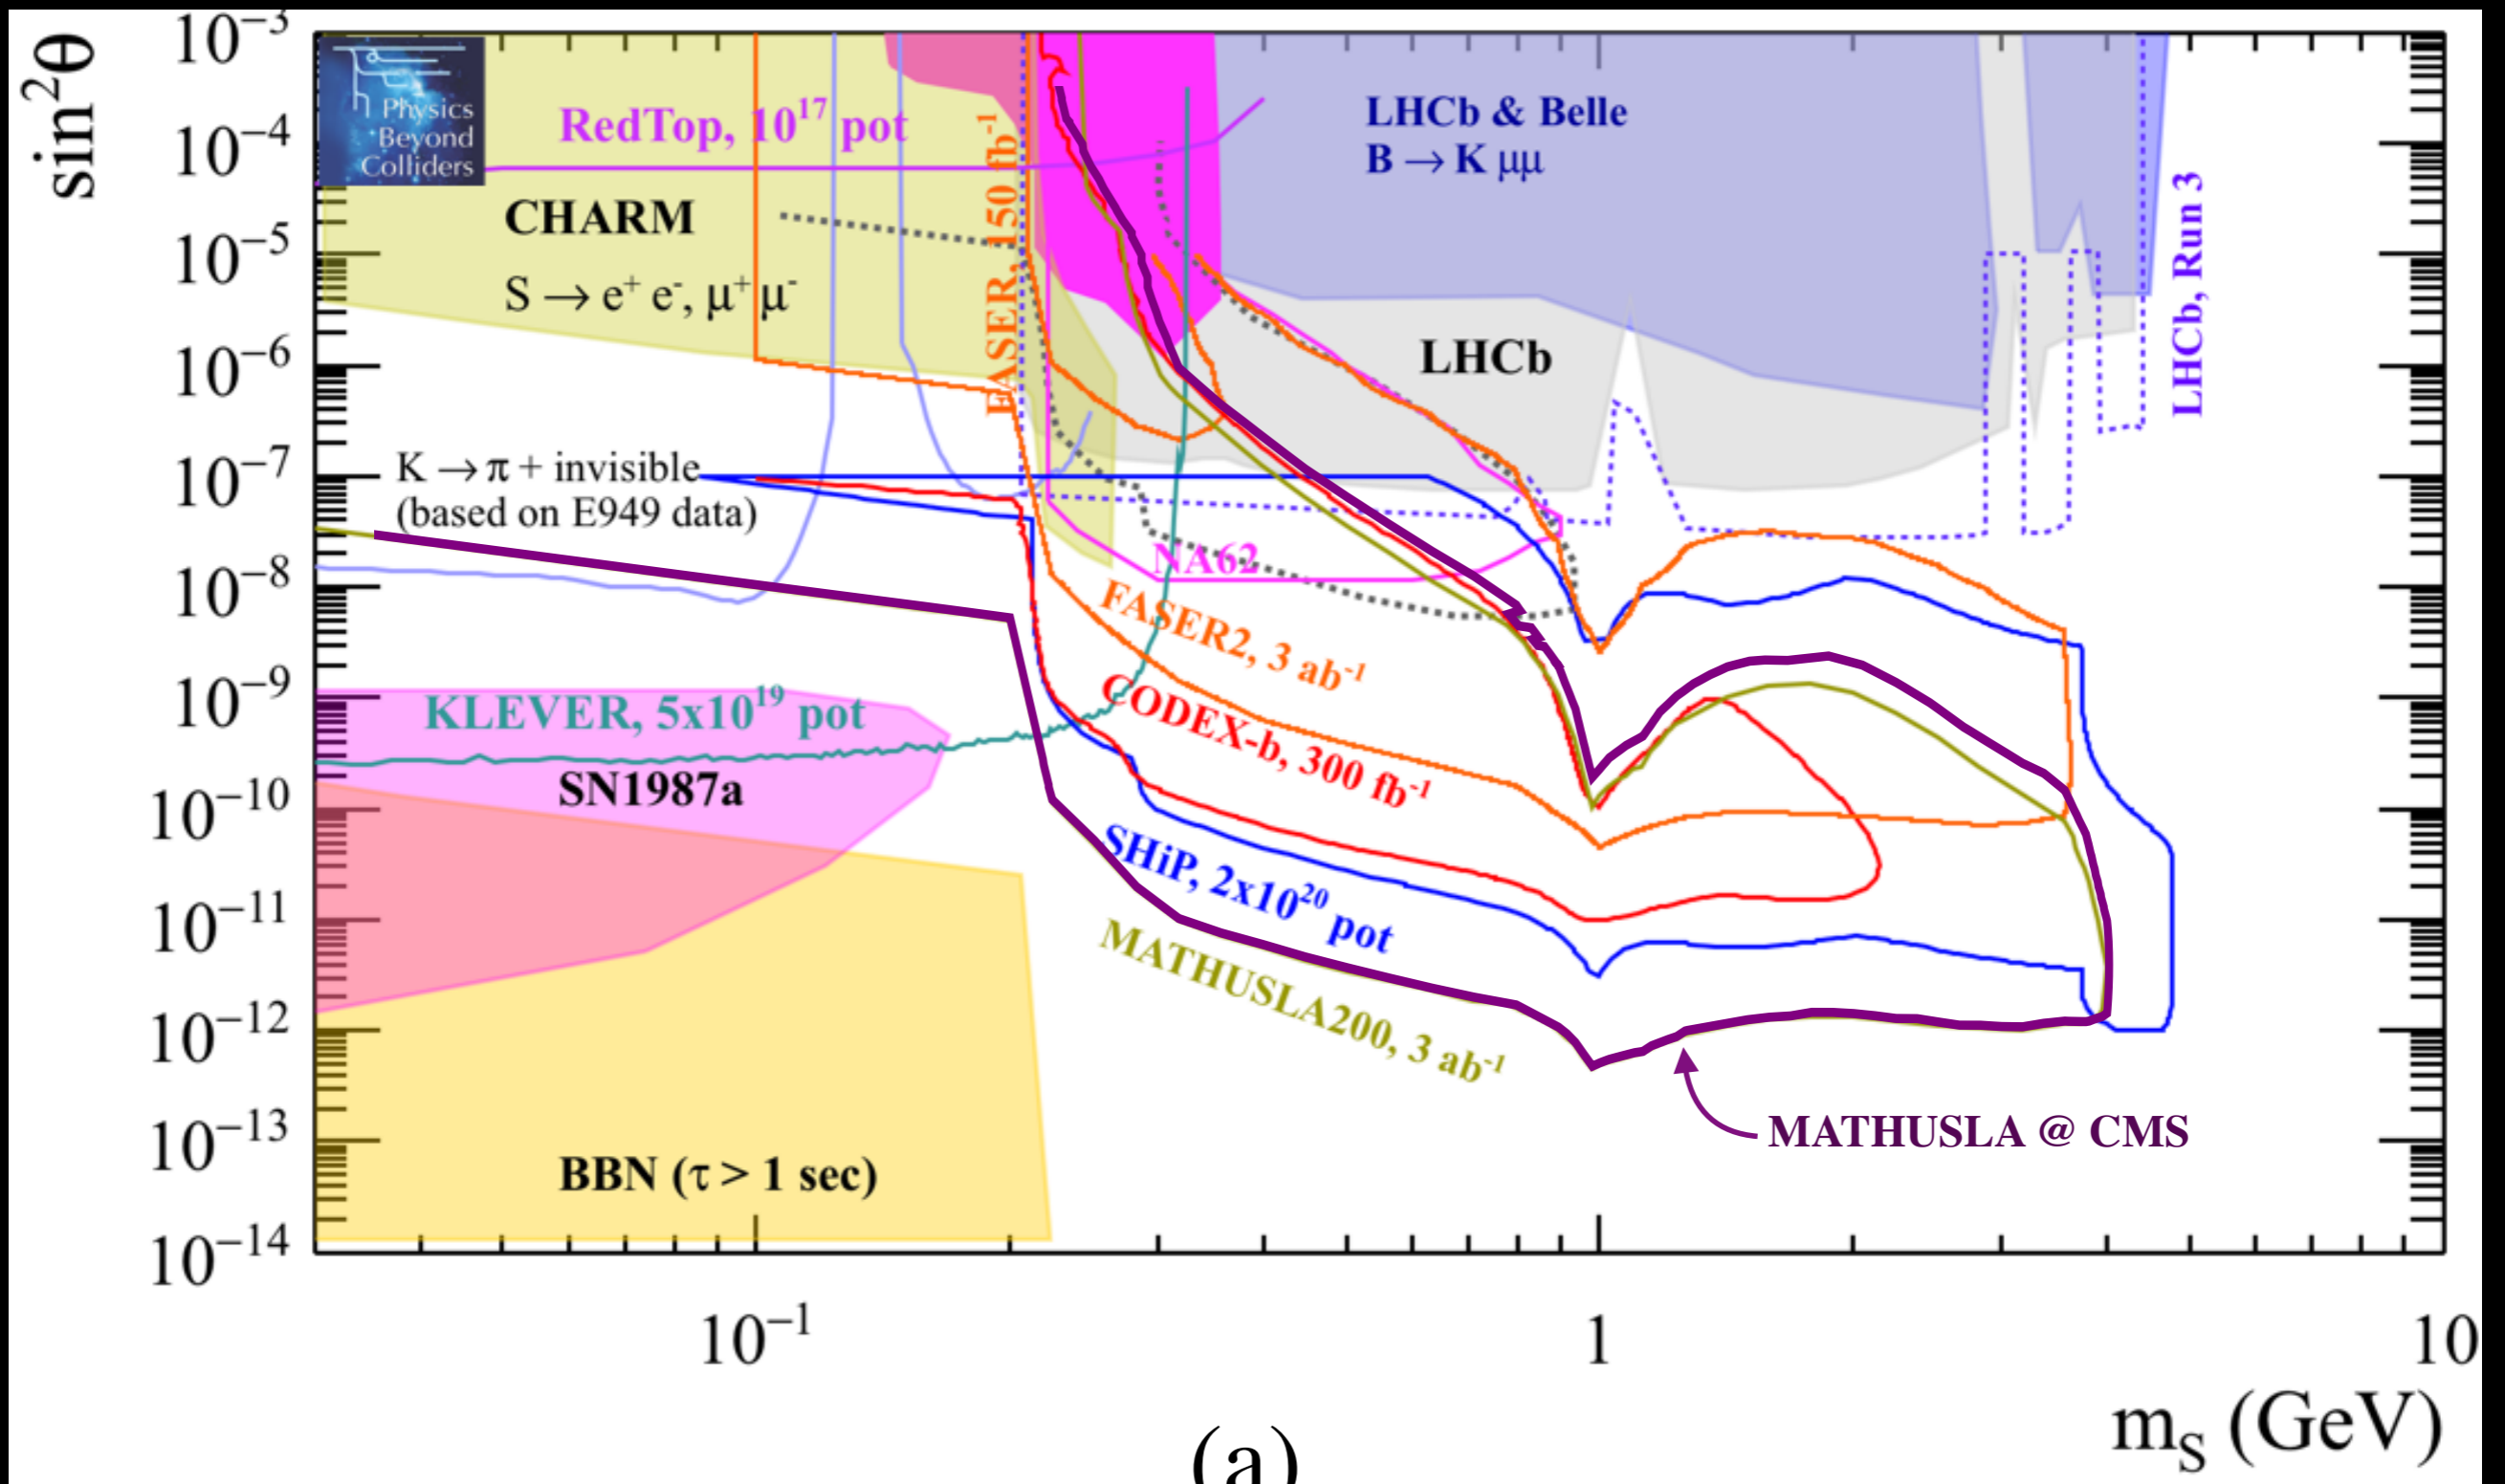 10⁻³
sin²θ
10⁻⁴
10⁻⁵
10⁻⁶
10⁻⁷
10⁻⁸
10⁻⁹
10⁻¹⁰
10⁻¹¹
10⁻¹²
10⁻¹³
10⁻¹⁴
Physics
Beyond
Colliders
RedTop, 10¹⁷ pot
LHCb & Belle
B → K μμ
CHARM
S → e⁺ e⁻, μ⁺ μ⁻
FASER, 150 fb⁻¹
LHCb
LHCb, Run 3
K → π + invisible
(based on E949 data)
NA62
FASER2, 3 ab⁻¹
KLEVER, 5x10¹⁹ pot
CODEX-b, 300 fb⁻¹
SN1987a
SHiP, 2x10²⁰ pot
MATHUSLA200, 3 ab⁻¹
MATHUSLA @ CMS
BBN (τ > 1 sec)
10⁻¹
1
10
m_S (GeV)
(a)